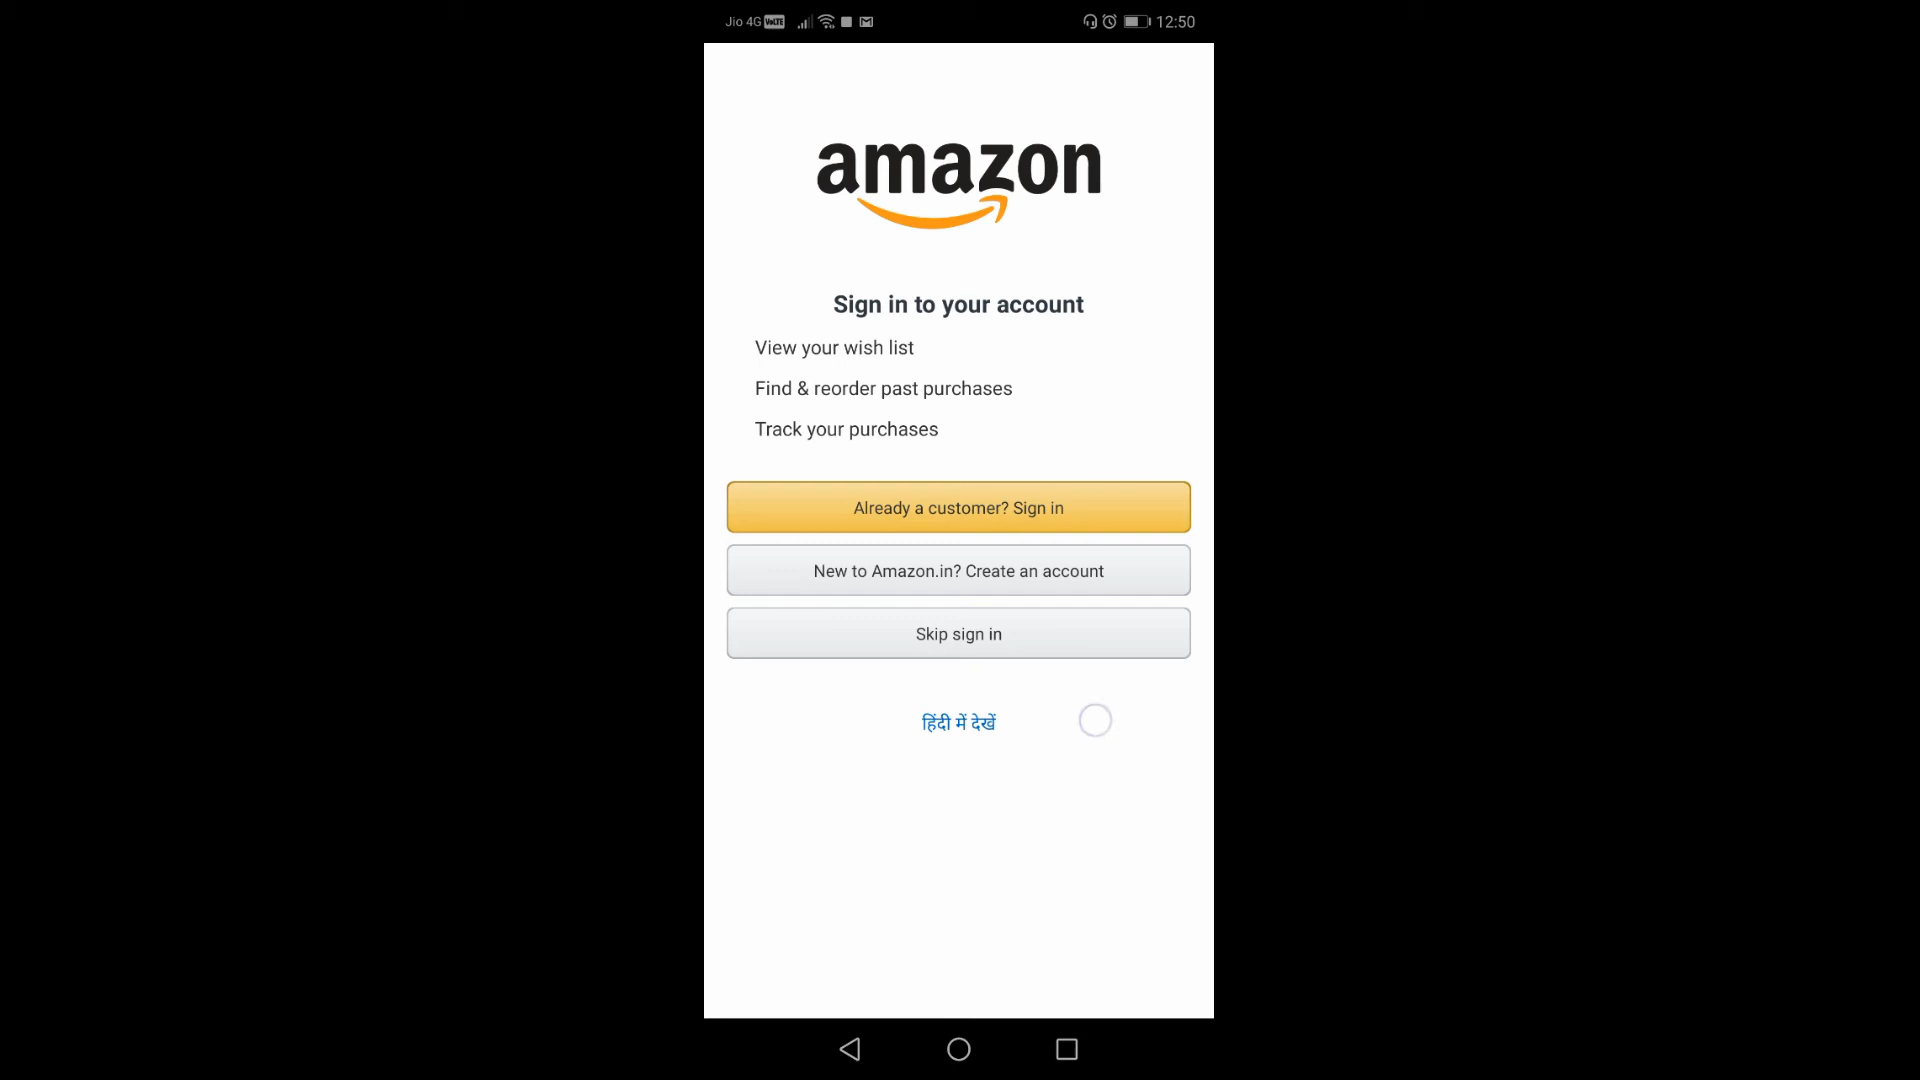 Jio 4G VoLTE 12:50
amazon
Sign in to your account
View your wish list
Find & reorder past purchases
Track your purchases
Already a customer? Sign in
New to Amazon.in? Create an account
Skip sign in
हिंदी में देखें